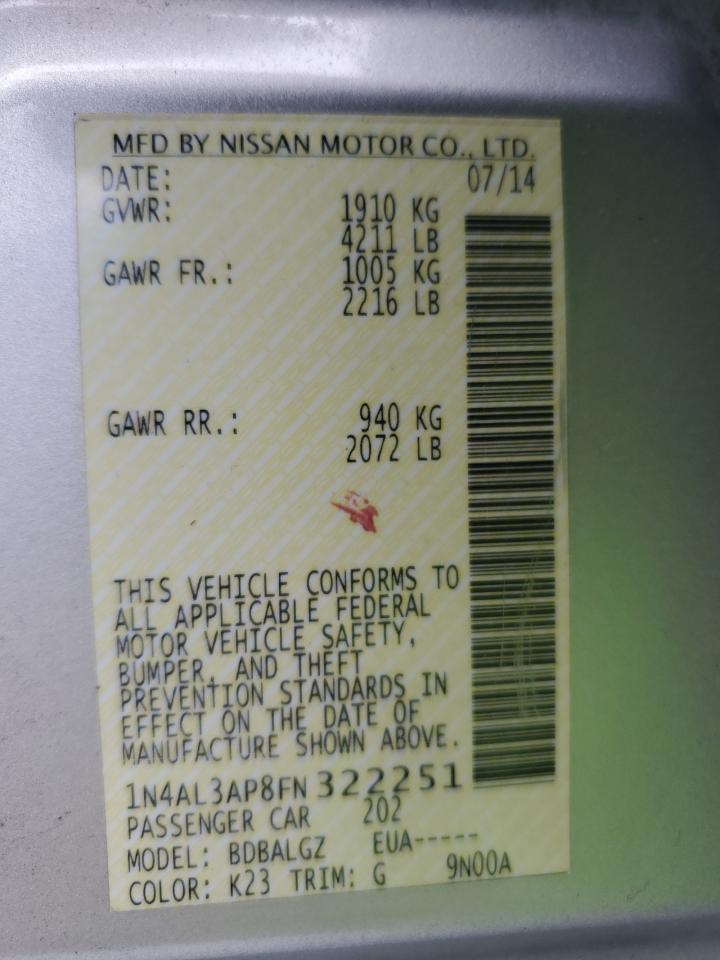 MFD BY NISSAN MOTOR CO., LTD.
DATE: 07/14
GVWR: 1910 KG
4211 LB
GAWR FR.: 1005 KG
2216 LB
GAWR RR.: 940 KG
2072 LB
THIS VEHICLE CONFORMS TO
ALL APPLICABLE FEDERAL
MOTOR VEHICLE SAFETY,
BUMPER, AND THEFT
PREVENTION STANDARDS IN
EFFECT ON THE DATE OF
MANUFACTURE SHOWN ABOVE.
1N4AL3AP8FN 322251
PASSENGER CAR 202
MODEL: BDBALGZ EUA-----
COLOR: K23 TRIM: G 9N00A